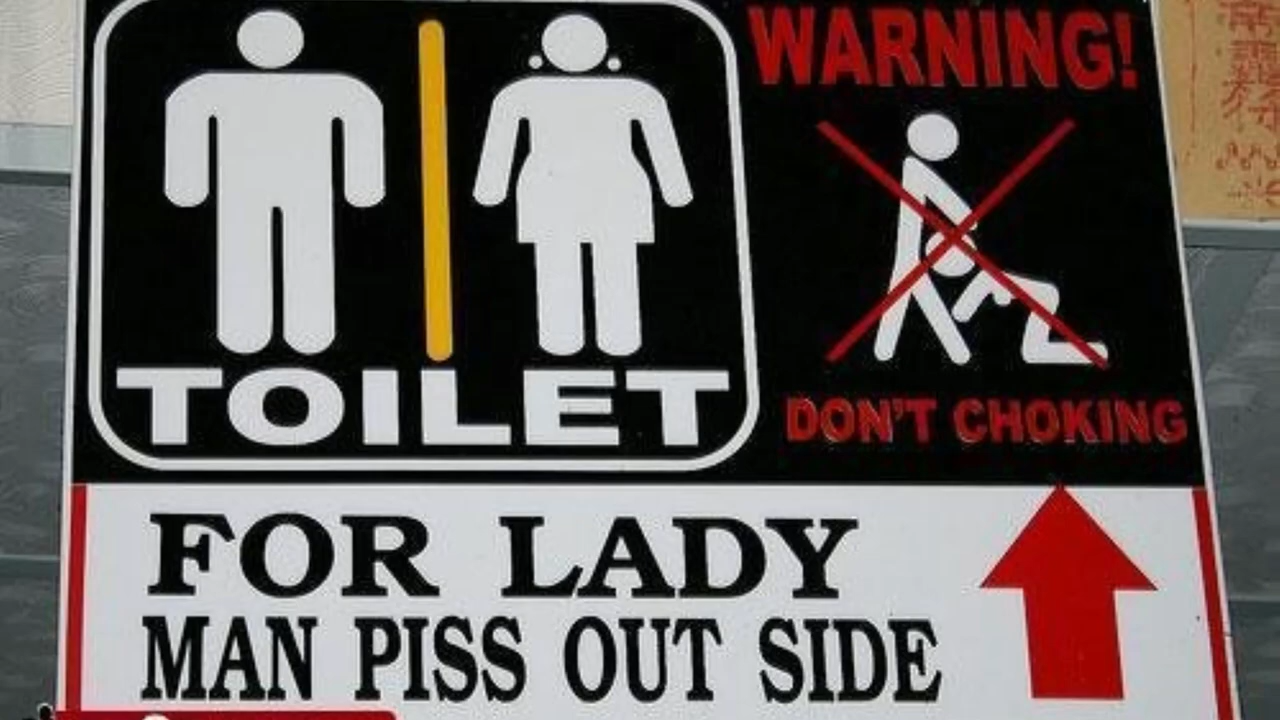 WARNING!
TOILET
DON'T CHOKING
FOR LADY
MAN PISS OUT SIDE